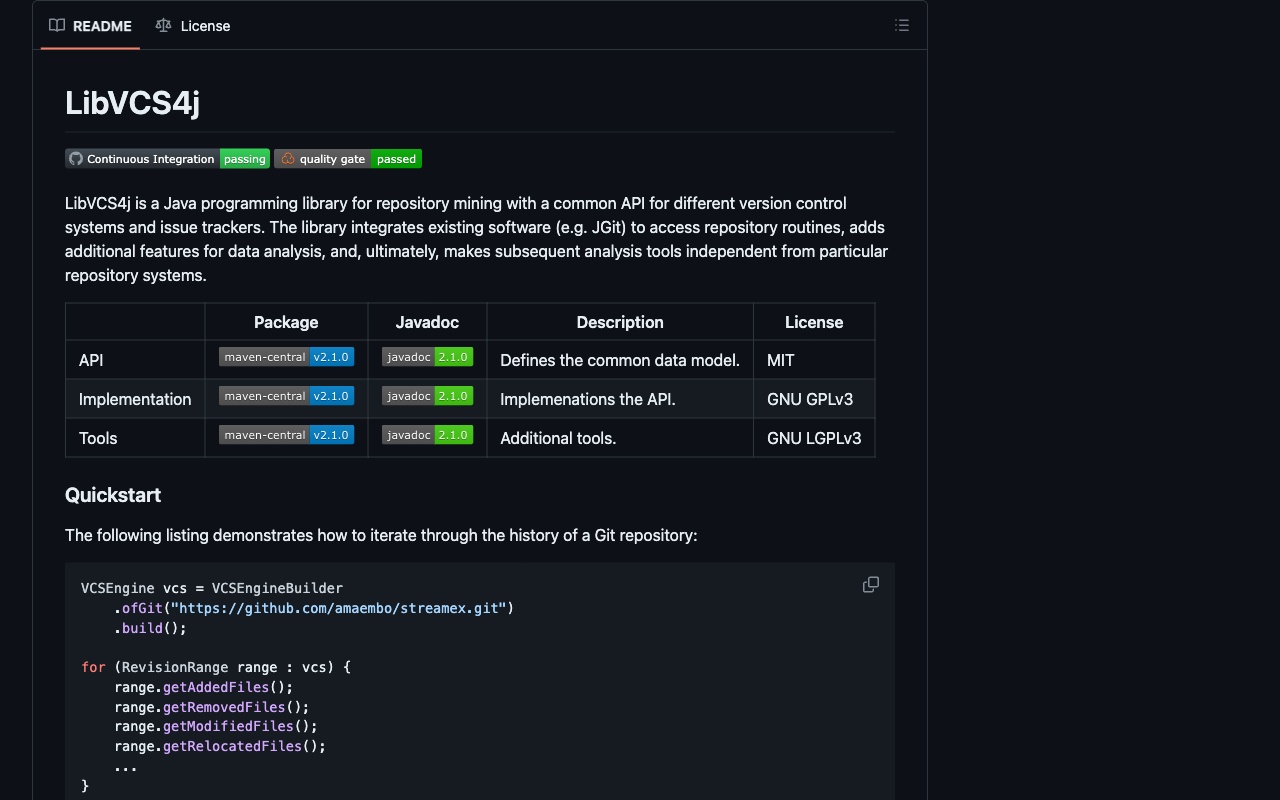 README
License
LibVCS4j
Continuous Integration passing quality gate passed
LibVCS4j is a Java programming library for repository mining with a common API for different version control
systems and issue trackers. The library integrates existing software (e.g. JGit) to access repository routines, adds
additional features for data analysis, and, ultimately, makes subsequent analysis tools independent from particular
repository systems.
Package Javadoc Description License
API maven-central v2.1.0 javadoc 2.1.0 Defines the common data model. MIT
Implementation maven-central v2.1.0 javadoc 2.1.0 Implemenations the API. GNU GPLv3
Tools maven-central v2.1.0 javadoc 2.1.0 Additional tools. GNU LGPLv3
Quickstart
The following listing demonstrates how to iterate through the history of a Git repository:
VCSEngine vcs = VCSEngineBuilder
    .ofGit("https://github.com/amaembo/streamex.git")
    .build();
for (RevisionRange range : vcs) {
    range.getAddedFiles();
    range.getRemovedFiles();
    range.getModifiedFiles();
    range.getRelocatedFiles();
    ...
}